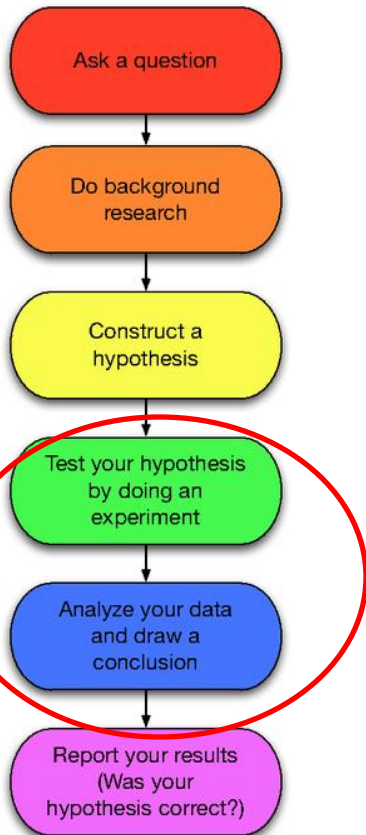 Ask a question
Do background
research
Construct a
hypothesis
Test your hypothesis
by doing an
experiment
Analyze your data
and draw a
conclusion
Report your results
(Was your
hypothesis correct?)